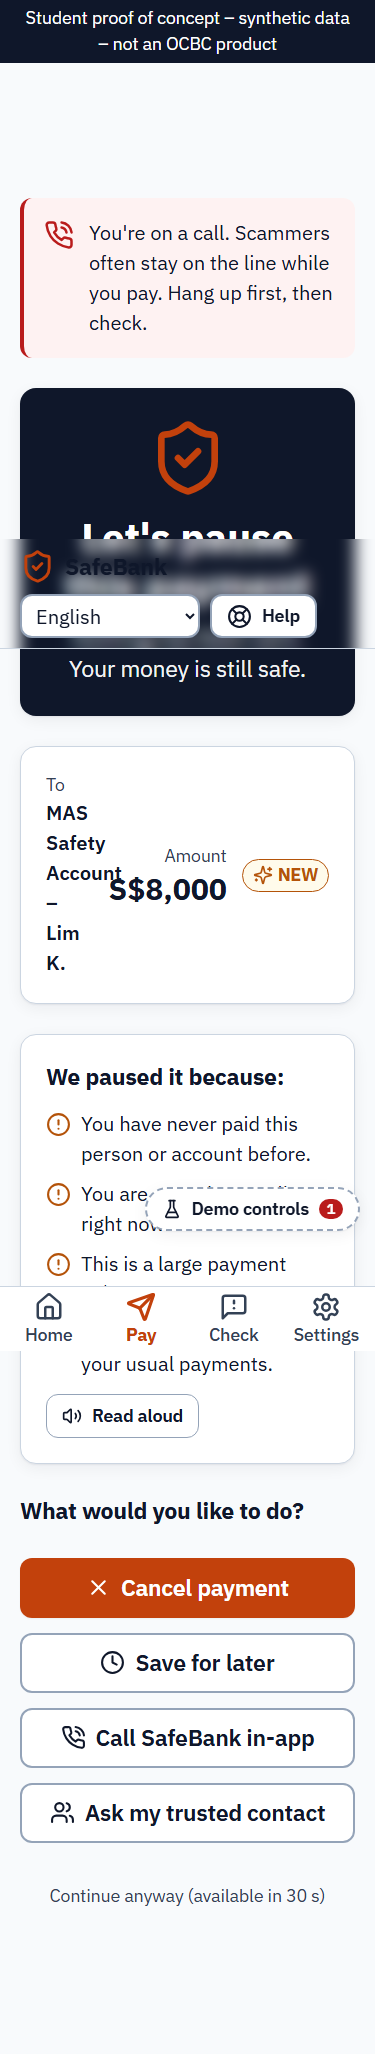 Student proof of concept – synthetic data
– not an OCBC product
You're on a call. Scammers
often stay on the line while
you pay. Hang up first, then
check.
Let's pause
this payment
SafeBank
English
Help
Your money is still safe.
To
MAS
Safety
Account
–
Lim
K.
Amount
S$8,000
NEW
We paused it because:
You have never paid this
person or account before.
You are
right now
Demo controls 1
This is a large payment
Home
Pay
Check
Settings
your usual payments.
Read aloud
What would you like to do?
Cancel payment
Save for later
Call SafeBank in-app
Ask my trusted contact
Continue anyway (available in 30 s)